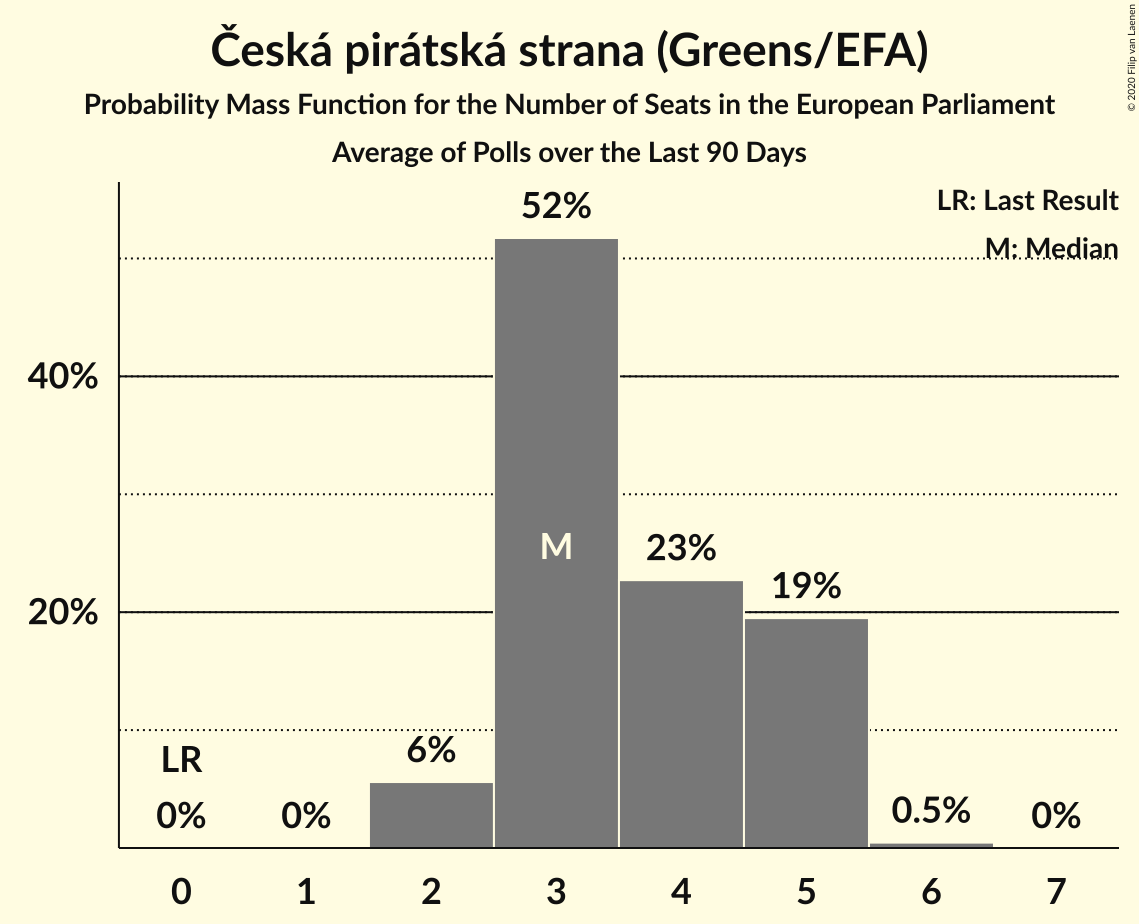 Česká pirátská strana (Greens/EFA)
Probability Mass Function for the Number of Seats in the European Parliament
Average of Polls over the Last 90 Days
© 2020 Filip van Laenen
LR: Last Result
M: Median
52%
40%
M
23%
19%
20%
6%
LR
0%
0%
0.5%
0%
0 1 2 3 4 5 6 7